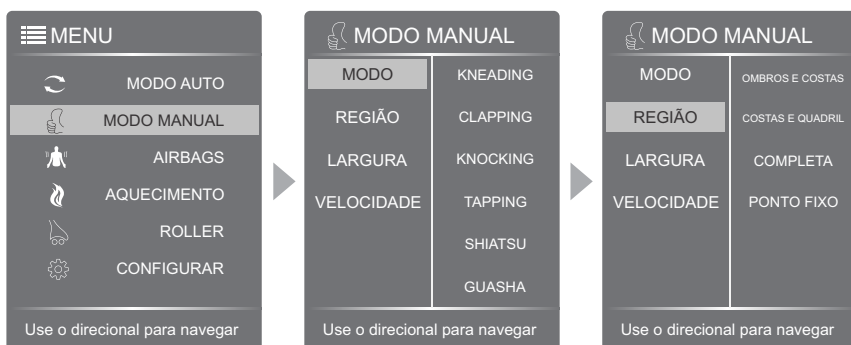 MENU
MODO AUTO
MODO MANUAL
AIRBAGS
AQUECIMENTO
ROLLER
CONFIGURAR
Use o direcional para navegar
MODO MANUAL
MODO
REGIÃO
LARGURA
VELOCIDADE
KNEADING
CLAPPING
KNOCKING
TAPPING
SHIATSU
GUASHA
Use o direcional para navegar
MODO MANUAL
MODO
REGIÃO
LARGURA
VELOCIDADE
OMBROS E COSTAS
COSTAS E QUADRIL
COMPLETA
PONTO FIXO
Use o direcional para navegar